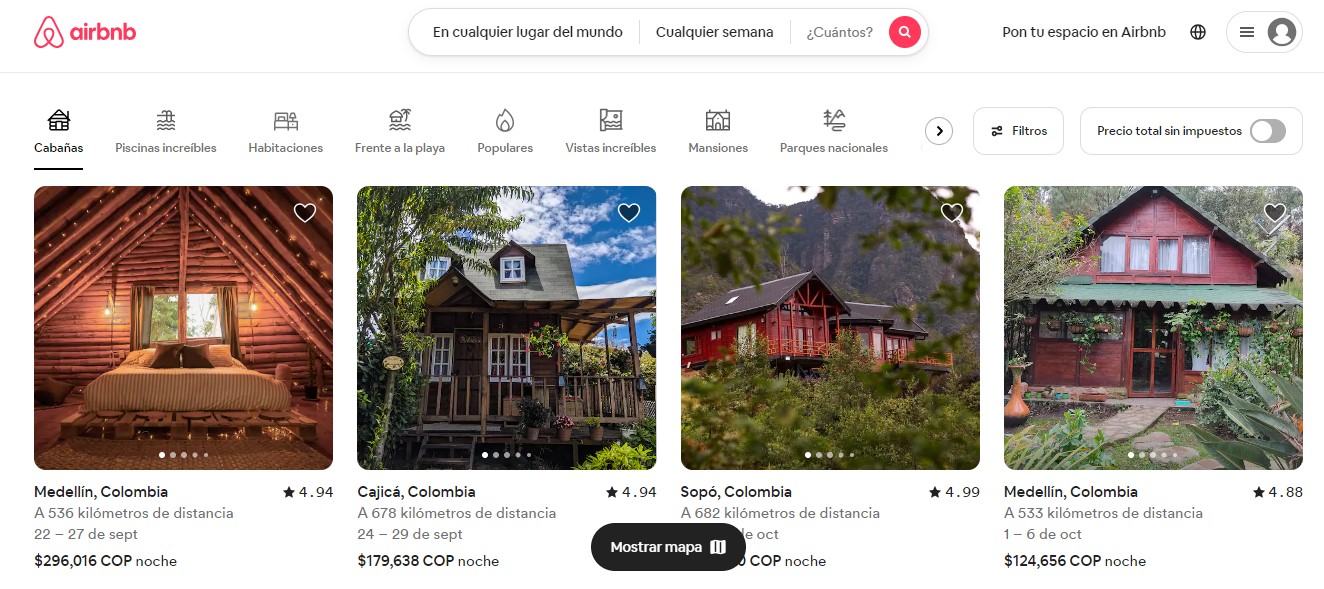 airbnb
En cualquier lugar del mundo
Cualquier semana
¿Cuántos?
Pon tu espacio en Airbnb
Cabañas
Piscinas increíbles
Habitaciones
Frente a la playa
Populares
Vistas increíbles
Mansiones
Parques nacionales
Filtros
Precio total sin impuestos
Medellín, Colombia
4.94
A 536 kilómetros de distancia
22 – 27 de sept
$296,016 COP noche
Cajicá, Colombia
4.94
A 678 kilómetros de distancia
24 – 29 de sept
$179,638 COP noche
Sopó, Colombia
4.99
A 682 kilómetros de distancia
de oct
COP noche
Medellín, Colombia
4.88
A 533 kilómetros de distancia
1 – 6 de oct
$124,656 COP noche
Mostrar mapa